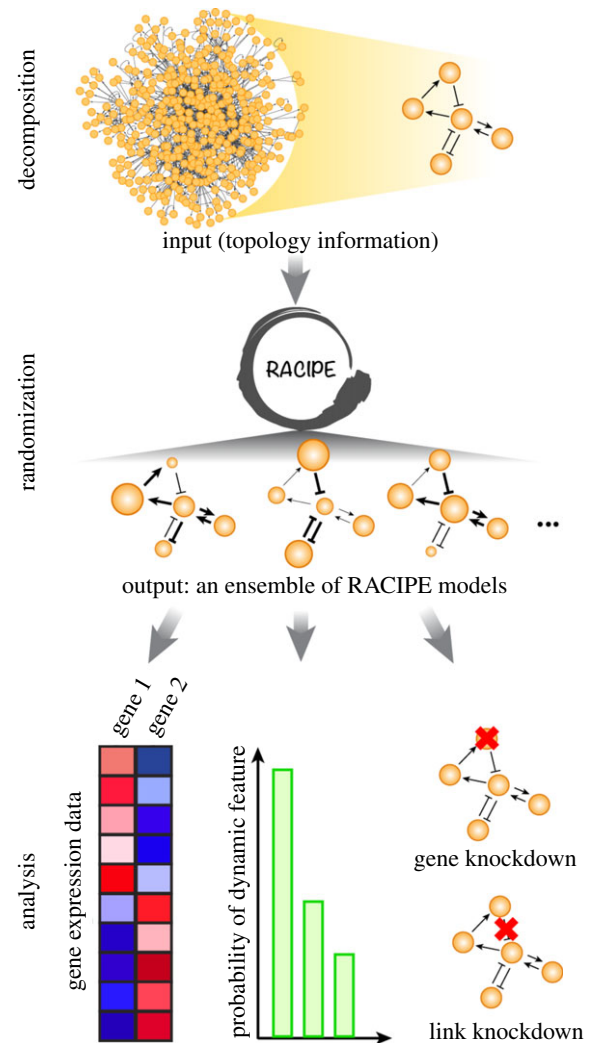 decomposition
input (topology information)
randomization
RACIPE
...
output: an ensemble of RACIPE models
analysis
gene expression data
gene 1
gene 2
probability of dynamic feature
gene knockdown
link knockdown